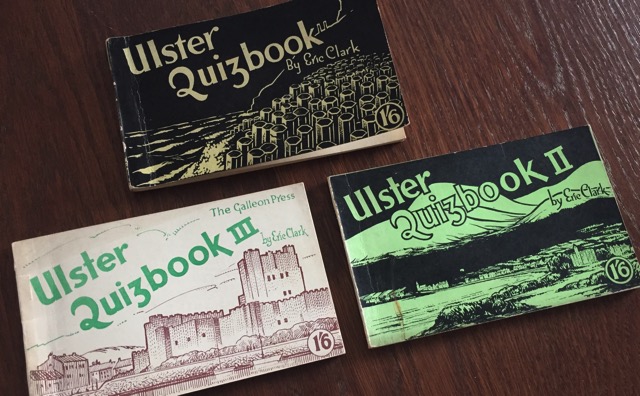 Ulster
Quizbook
By Eric Clark
1/6
Ulster
Quizbook II
by Eric Clark
1/6
The Galleon Press
Ulster
Quizbook III
by Eric Clark
1/6